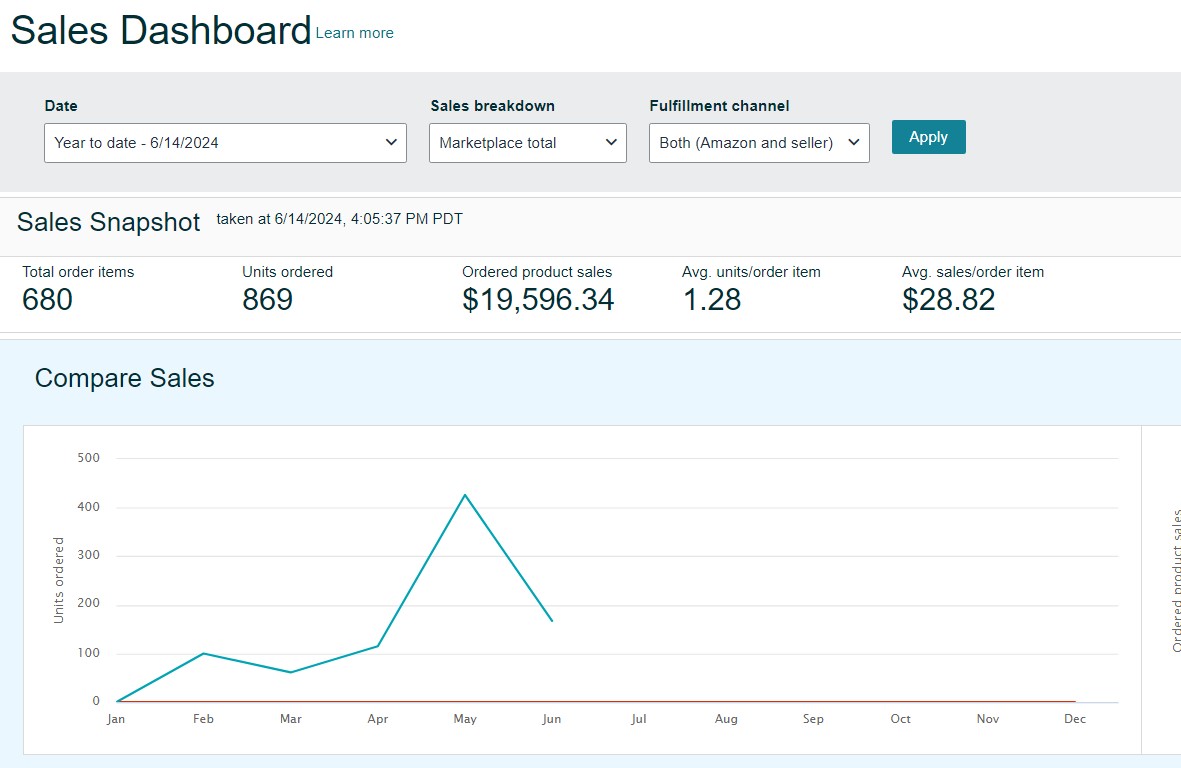 Sales Dashboard Learn more
Date Sales breakdown Fulfillment channel
Year to date - 6/14/2024 Marketplace total Both (Amazon and seller) Apply
Sales Snapshot taken at 6/14/2024, 4:05:37 PM PDT
Total order items Units ordered Ordered product sales Avg. units/order item Avg. sales/order item
680 869 $19,596.34 1.28 $28.82
Compare Sales
500
400
300
200
100
0
Units ordered
Jan Feb Mar Apr May Jun Jul Aug Sep Oct Nov Dec
Ordered product sales